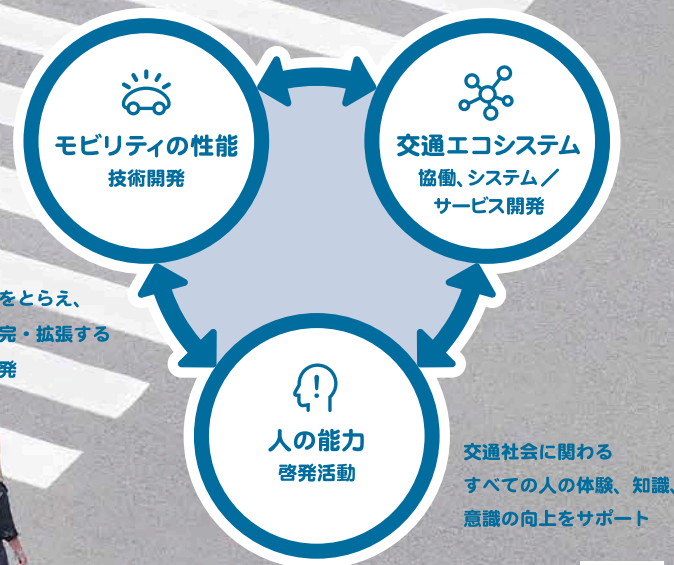 モビリティの性能
技術開発
交通エコシステム
協働、システム／
サービス開発
をとらえ、
完・拡張する
発
人の能力
啓発活動
交通社会に関わる
すべての人の体験、知識、
意識の向上をサポート